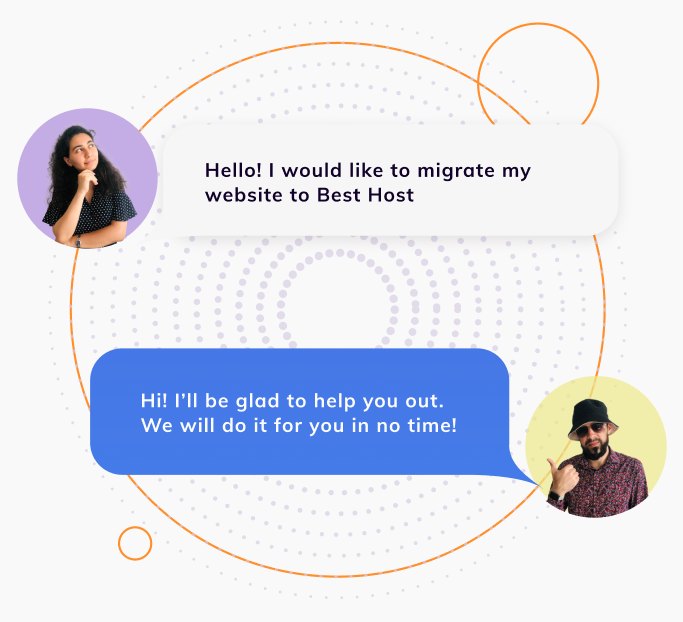 Hello! I would like to migrate my
website to Best Host
Hi! I’ll be glad to help you out.
We will do it for you in no time!